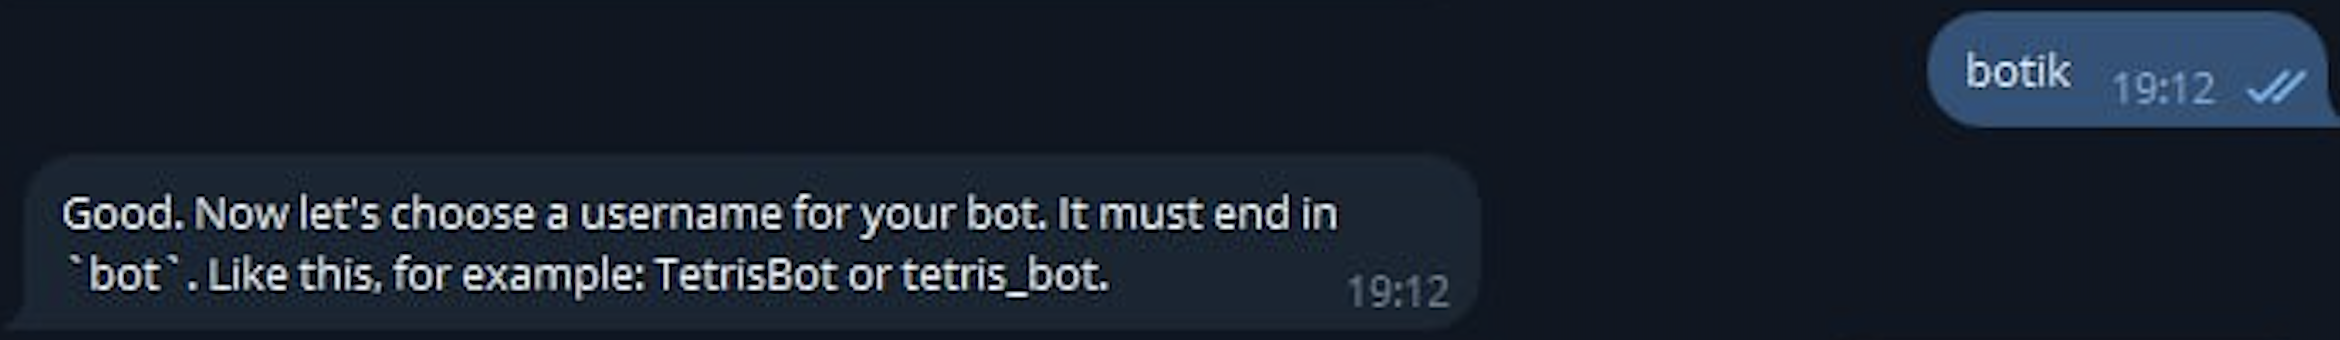 botik 19:12
Good. Now let's choose a username for your bot. It must end in
`bot`. Like this, for example: TetrisBot or tetris_bot.
19:12